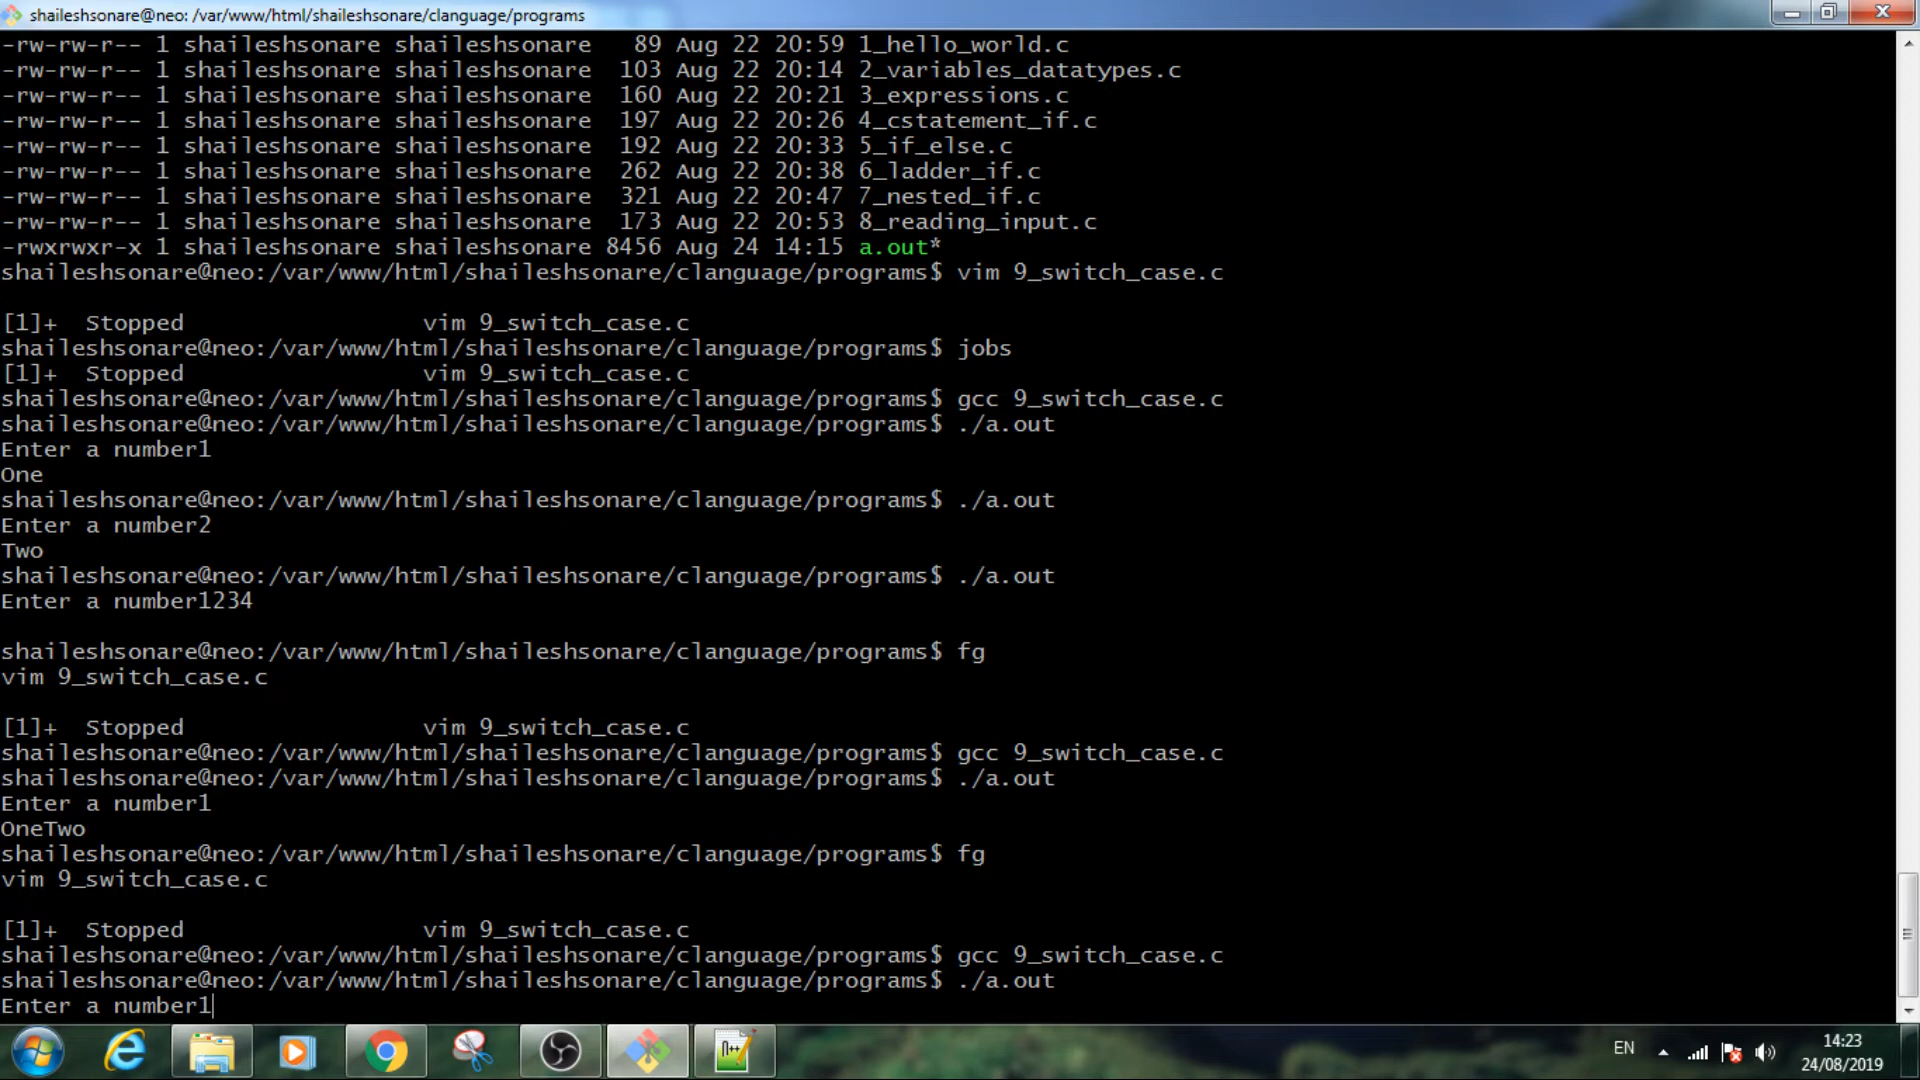 shaileshsonare@neo: /var/www/html/shaileshsonare/clanguage/programs
-rw-rw-r-- 1 shaileshsonare shaileshsonare   89 Aug 22 20:59 1_hello_world.c
-rw-rw-r-- 1 shaileshsonare shaileshsonare  103 Aug 22 20:14 2_variables_datatypes.c
-rw-rw-r-- 1 shaileshsonare shaileshsonare  160 Aug 22 20:21 3_expressions.c
-rw-rw-r-- 1 shaileshsonare shaileshsonare  197 Aug 22 20:26 4_cstatement_if.c
-rw-rw-r-- 1 shaileshsonare shaileshsonare  192 Aug 22 20:33 5_if_else.c
-rw-rw-r-- 1 shaileshsonare shaileshsonare  262 Aug 22 20:38 6_ladder_if.c
-rw-rw-r-- 1 shaileshsonare shaileshsonare  321 Aug 22 20:47 7_nested_if.c
-rw-rw-r-- 1 shaileshsonare shaileshsonare  173 Aug 22 20:53 8_reading_input.c
-rwxrwxr-x 1 shaileshsonare shaileshsonare 8456 Aug 24 14:15 a.out*
shaileshsonare@neo:/var/www/html/shaileshsonare/clanguage/programs$ vim 9_switch_case.c
[1]+  Stopped                 vim 9_switch_case.c
shaileshsonare@neo:/var/www/html/shaileshsonare/clanguage/programs$ jobs
[1]+  Stopped                 vim 9_switch_case.c
shaileshsonare@neo:/var/www/html/shaileshsonare/clanguage/programs$ gcc 9_switch_case.c
shaileshsonare@neo:/var/www/html/shaileshsonare/clanguage/programs$ ./a.out
Enter a number1
One
shaileshsonare@neo:/var/www/html/shaileshsonare/clanguage/programs$ ./a.out
Enter a number2
Two
shaileshsonare@neo:/var/www/html/shaileshsonare/clanguage/programs$ ./a.out
Enter a number1234
shaileshsonare@neo:/var/www/html/shaileshsonare/clanguage/programs$ fg
vim 9_switch_case.c
[1]+  Stopped                 vim 9_switch_case.c
shaileshsonare@neo:/var/www/html/shaileshsonare/clanguage/programs$ gcc 9_switch_case.c
shaileshsonare@neo:/var/www/html/shaileshsonare/clanguage/programs$ ./a.out
Enter a number1
OneTwo
shaileshsonare@neo:/var/www/html/shaileshsonare/clanguage/programs$ fg
vim 9_switch_case.c
[1]+  Stopped                 vim 9_switch_case.c
shaileshsonare@neo:/var/www/html/shaileshsonare/clanguage/programs$ gcc 9_switch_case.c
shaileshsonare@neo:/var/www/html/shaileshsonare/clanguage/programs$ ./a.out
Enter a number1
EN
14:23
24/08/2019